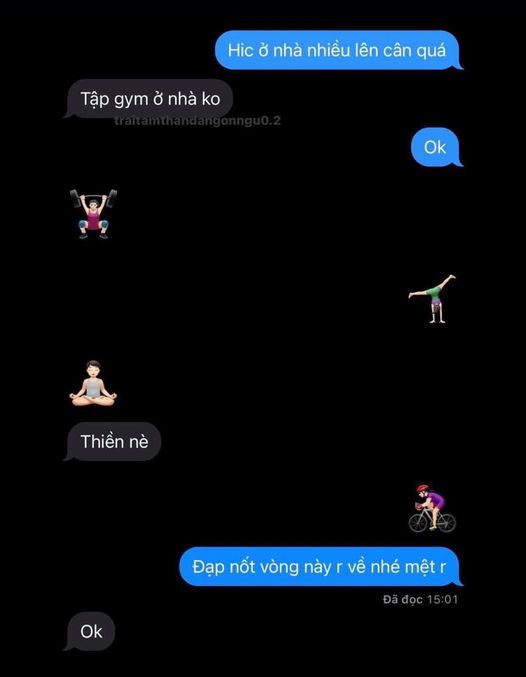 Hic ở nhà nhiều lên cân quá
Tập gym ở nhà ko
traitamthandangonngu0.2
Ok
Thiền nè
Đạp nốt vòng này r về nhé mệt r
Đã đọc 15:01
Ok